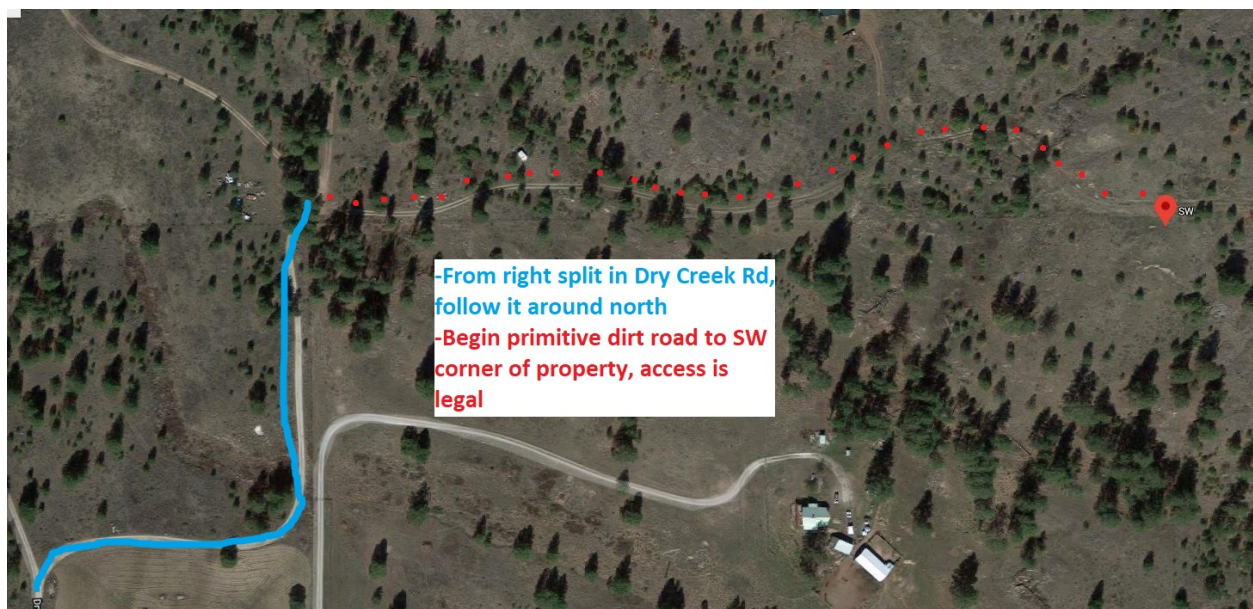 SW
-From right split in Dry Creek Rd,
follow it around north
-Begin primitive dirt road to SW
corner of property, access is
legal